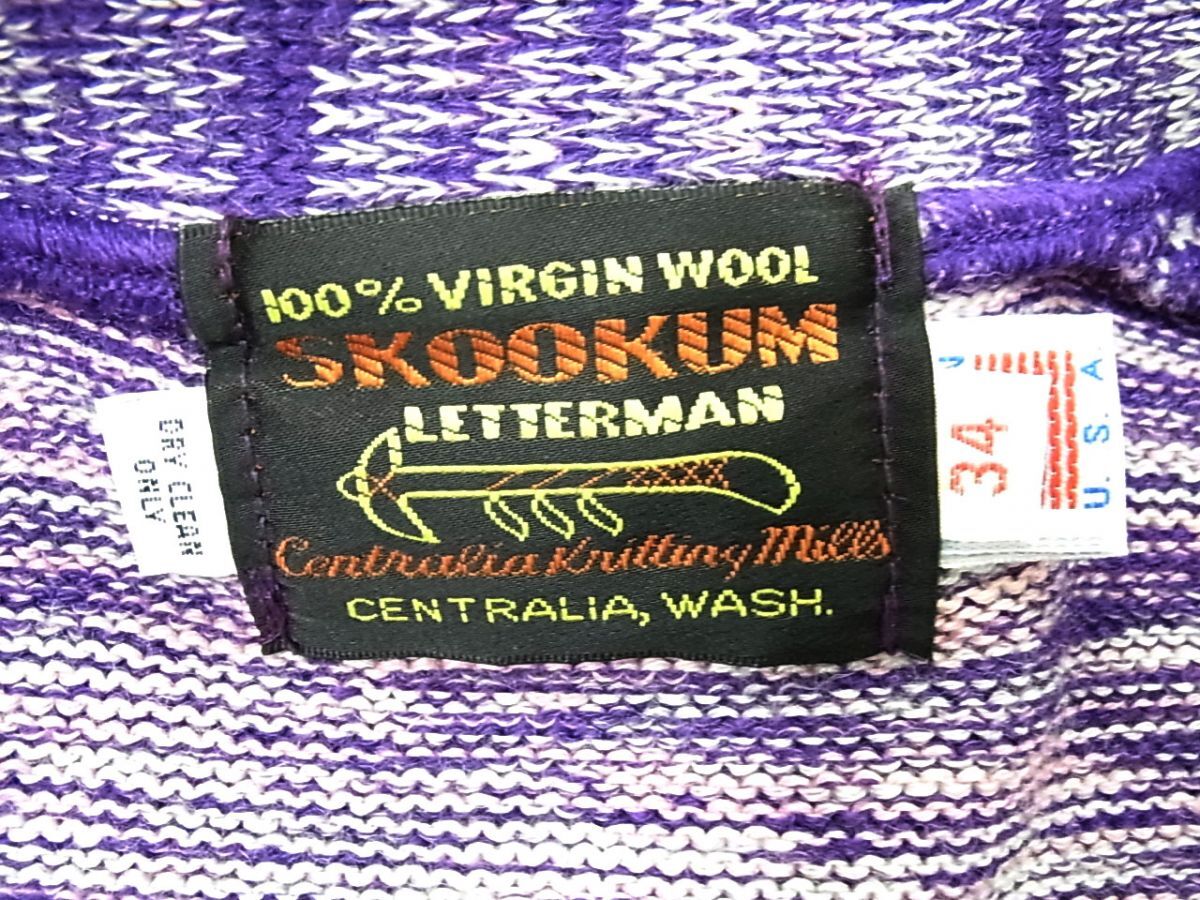 100% VIRGIN WOOL
SKOOKUM
LETTERMAN
Centralia Knitting Mills
CENTRALIA, WASH.
DRY CLEAN
ONLY
34
U.S.A.